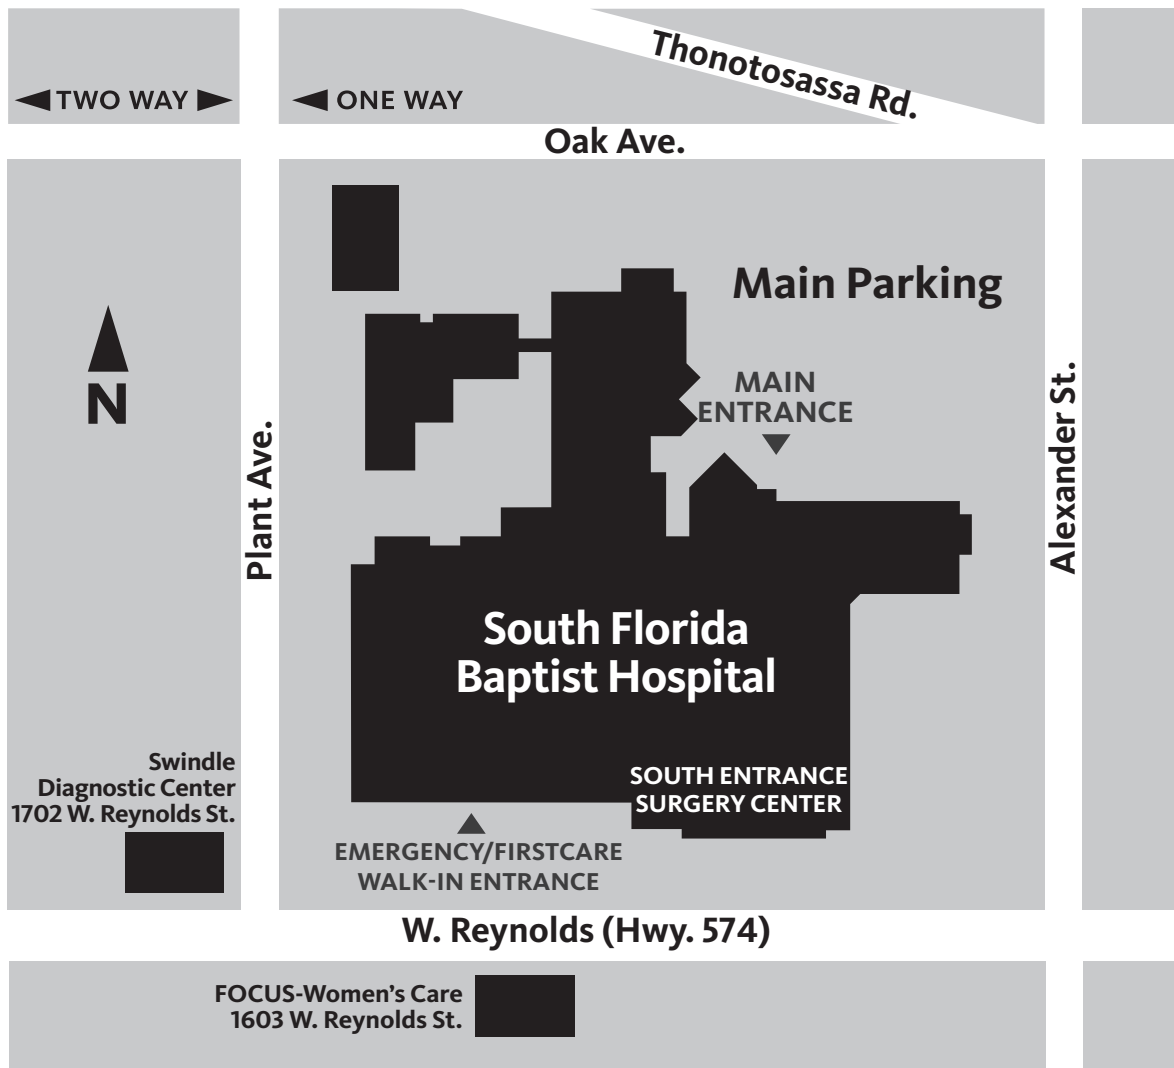 Thonotosassa Rd.
TWO WAY
ONE WAY
Oak Ave.
Main Parking
MAIN
ENTRANCE
N
Plant Ave.
Alexander St.
South Florida
Baptist Hospital
Swindle
Diagnostic Center
1702 W. Reynolds St.
SOUTH ENTRANCE
SURGERY CENTER
EMERGENCY/FIRSTCARE
WALK-IN ENTRANCE
W. Reynolds (Hwy. 574)
FOCUS-Women’s Care
1603 W. Reynolds St.